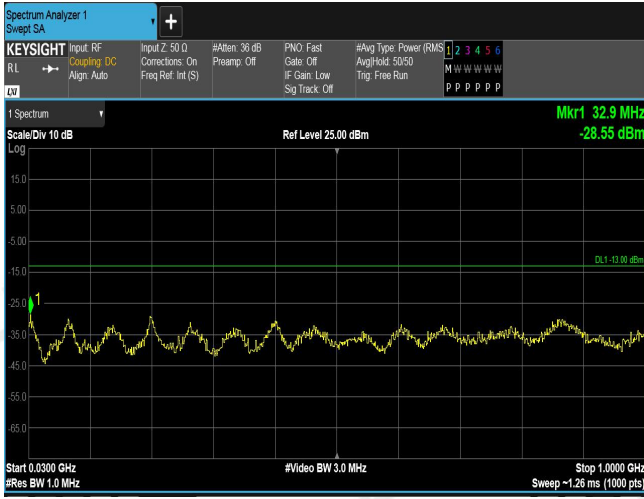 Spectrum Analyzer 1
Swept SA
+
KEYSIGHT
RL
LXI
Input: RF
Coupling: DC
Align: Auto
Input Z: 50 Ω
Corrections: On
Freq Ref: Int (S)
#Atten: 36 dB
Preamp: Off
PNO: Fast
Gate: Off
IF Gain: Low
Sig Track: Off
#Avg Type: Power (RMS
Avg|Hold: 50/50
Trig: Free Run
1 2 3 4 5 6
M W W W W W
P P P P P P
1 Spectrum
Mkr1 32.9 MHz
-28.55 dBm
Scale/Div 10 dB
Ref Level 25.00 dBm
Log
15.0
5.00
-5.00
DL1 -13.00 dBm
-15.0
-25.0
1
-35.0
-45.0
-55.0
-65.0
Start 0.0300 GHz
#Video BW 3.0 MHz
Stop 1.0000 GHz
#Res BW 1.0 MHz
Sweep ~1.26 ms (1000 pts)